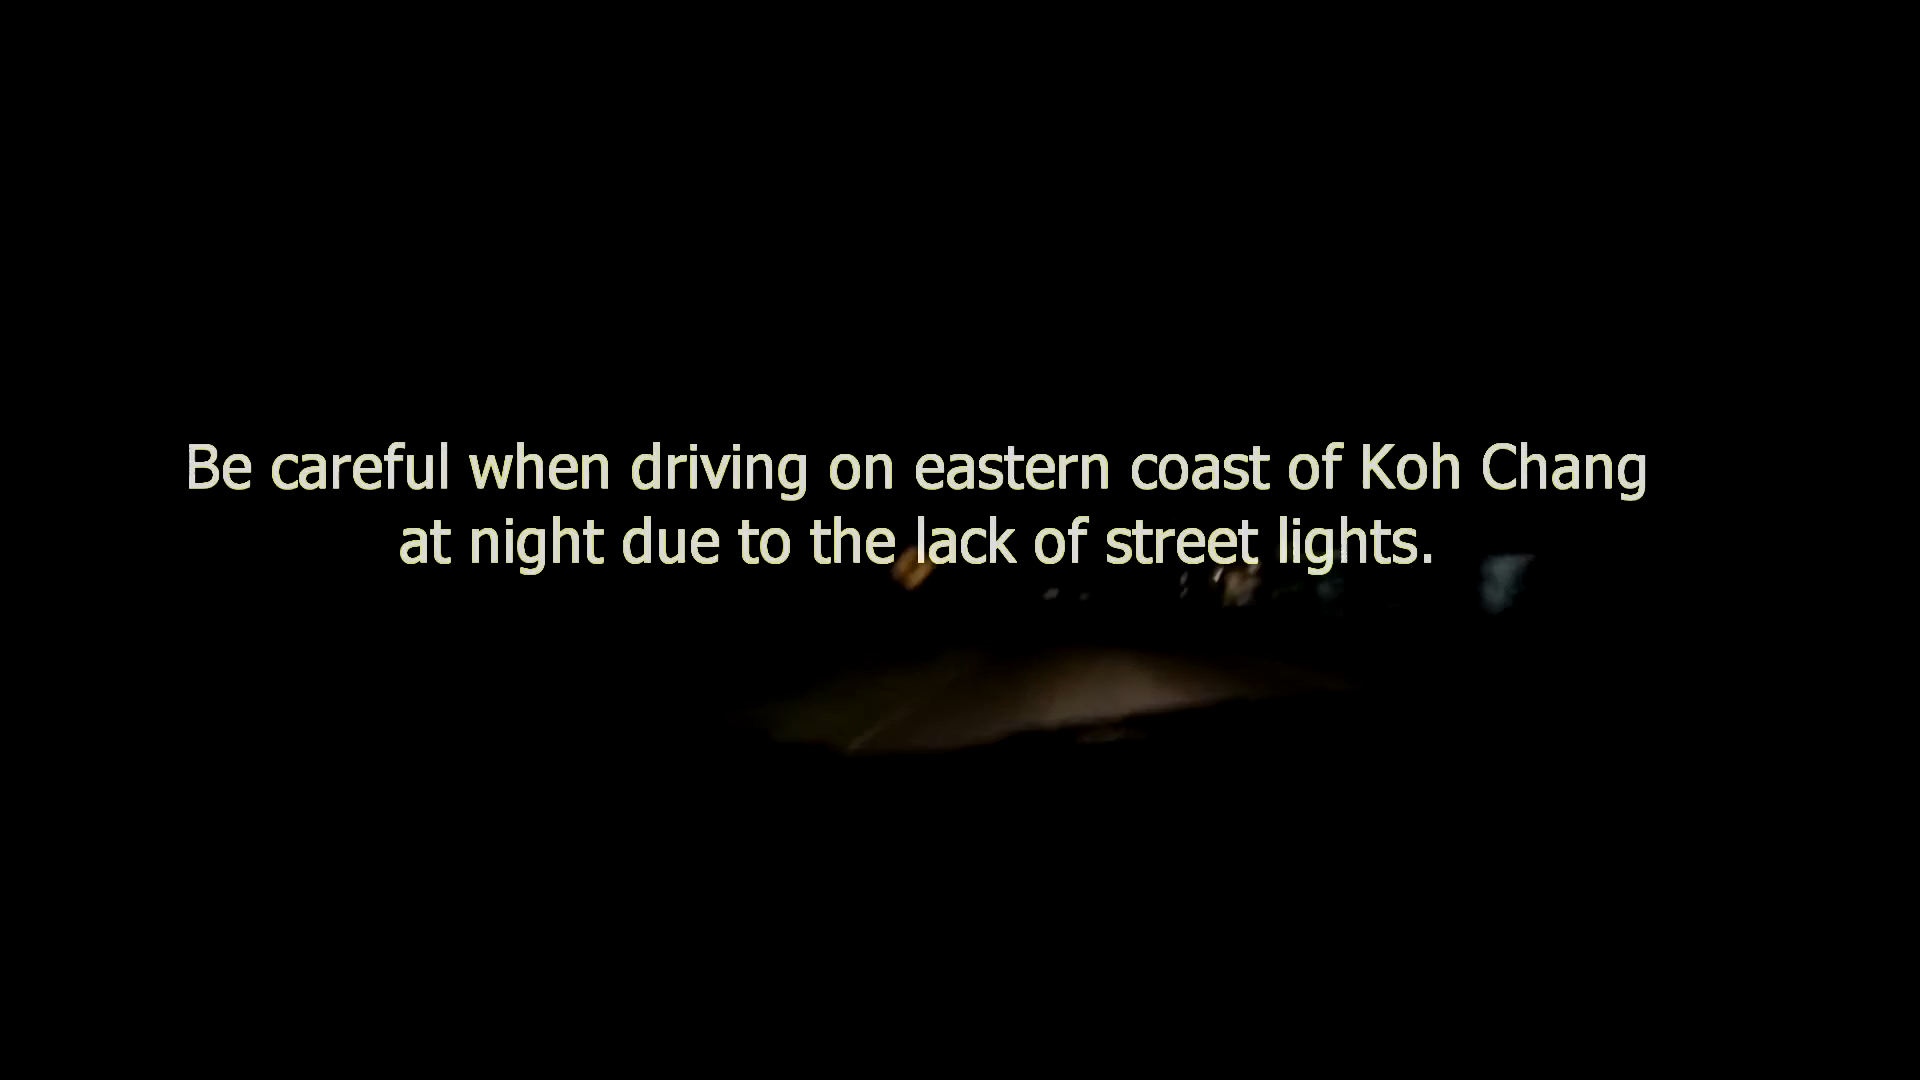 Be careful when driving on eastern coast of Koh Chang
at night due to the lack of street lights.